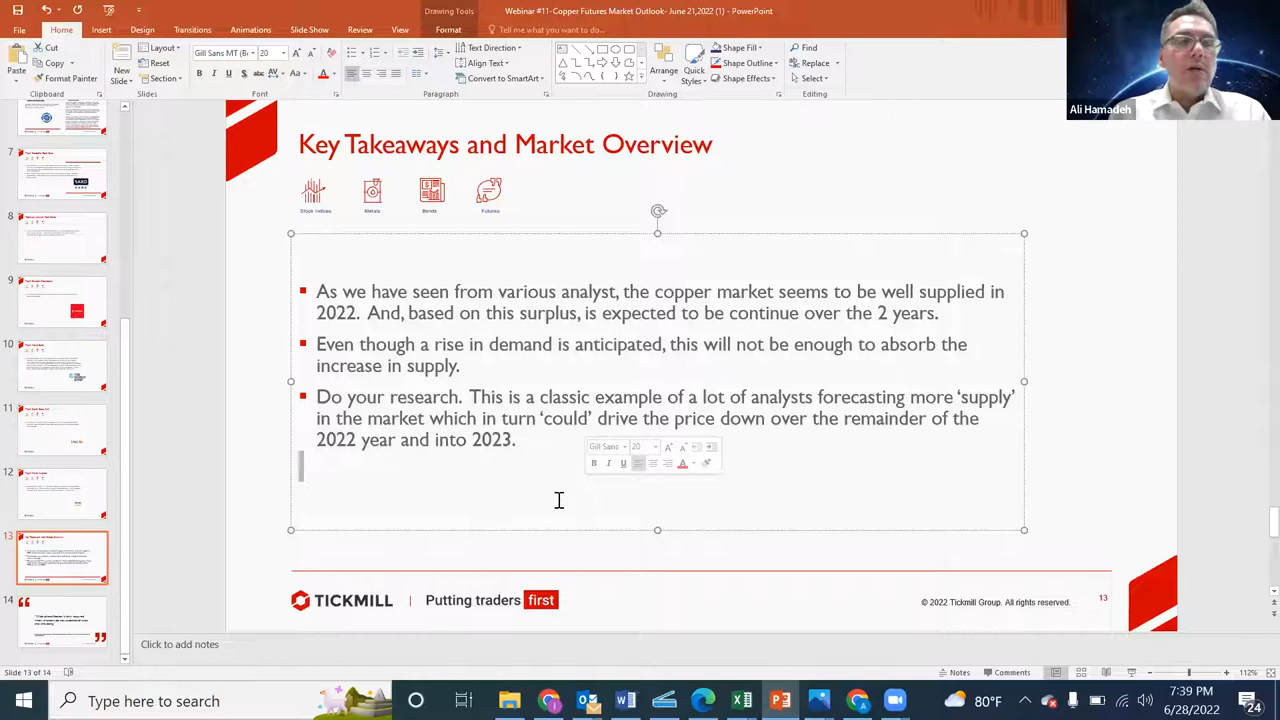 Drawing Tools
Webinar #11-Copper Futures Market Outlook- June 21,2022 (1) - PowerPoint
File
Home
Insert
Design
Transitions
Animations
Slide Show
Review
View
Format
Tell me what you want to do...
Cut
Copy
Format Painter
Paste
Clipboard
New Slide
Layout
Reset
Section
Slides
Gill Sans MT (B
20
Font
Text Direction
Align Text
Convert to SmartArt
Paragraph
Arrange
Quick Styles
Shape Fill
Shape Outline
Shape Effects
Drawing
Find
Replace
Select
Editing
Ali Hamadeh
7
8
9
10
11
12
13
14
Key Takeaways and Market Overview
Stock Indices
Metals
Bonds
Futures
As we have seen from various analyst, the copper market seems to be well supplied in
2022. And, based on this surplus, is expected to be continue over the 2 years.
Even though a rise in demand is anticipated, this will not be enough to absorb the
increase in supply.
Do your research. This is a classic example of a lot of analysts forecasting more ‘supply’
in the market which in turn ‘could’ drive the price down over the remainder of the
2022 year and into 2023.
Gill Sans
20
TICKMILL | Putting traders first
© 2022 Tickmill Group. All rights reserved.
13
Click to add notes
Slide 13 of 14
Notes
Comments
112%
Type here to search
80°F
7:39 PM
6/28/2022
24